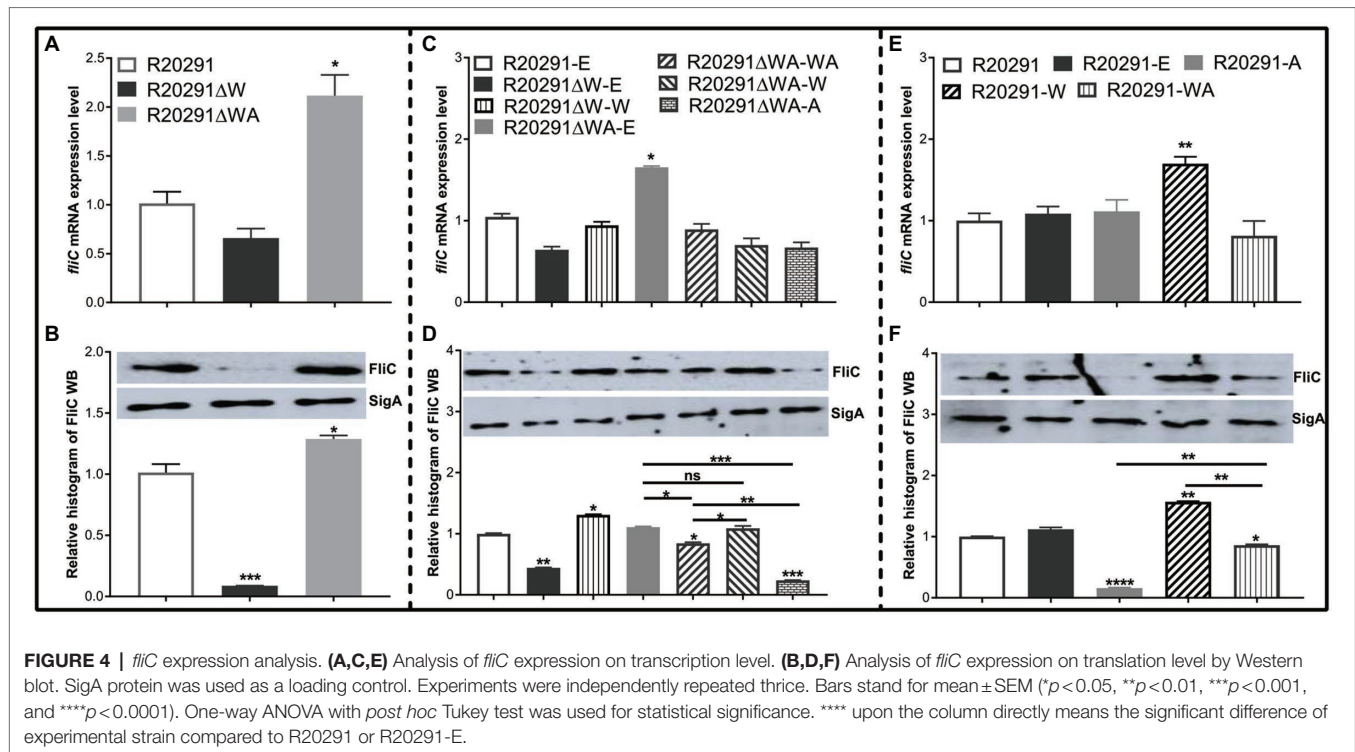 A
fliC mRNA expression level
2.5
2.0
1.5
1.0
0.5
0.0
R20291
R20291ΔW
R20291ΔWA
*
B
Relative histogram of FliC WB
2.0
1.5
1.0
0.5
0.0
FliC
SigA
***
*
C
fliC mRNA expression level
3
2
1
0
R20291-E
R20291ΔW-E
R20291ΔW-W
R20291ΔWA-E
R20291ΔWA-WA
R20291ΔWA-W
R20291ΔWA-A
*
D
Relative histogram of FliC WB
4
3
2
1
0
FliC
SigA
***
ns
* **
*
** * * ***
E
fliC mRNA expression level
3
2
1
0
R20291 R20291-E R20291-A
R20291-W R20291-WA
**
F
Relative histogram of FliC WB
4
3
2
1
0
FliC
SigA
**
**
**** ** *
FIGURE 4 | fliC expression analysis. (A,C,E) Analysis of fliC expression on transcription level. (B,D,F) Analysis of fliC expression on translation level by Western
blot. SigA protein was used as a loading control. Experiments were independently repeated thrice. Bars stand for mean±SEM (*p<0.05, **p<0.01, ***p<0.001,
and ****p<0.0001). One-way ANOVA with post hoc Tukey test was used for statistical significance. **** upon the column directly means the significant difference of
experimental strain compared to R20291 or R20291-E.